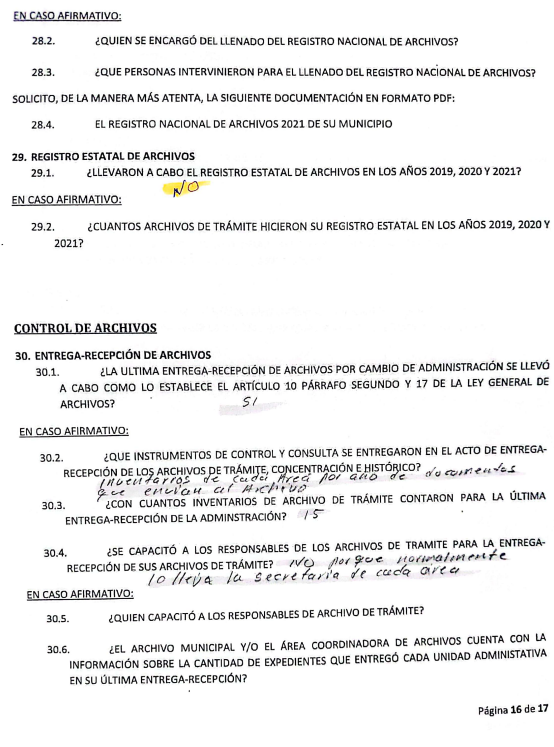 EN CASO AFIRMATIVO:
28.2. ¿QUIEN SE ENCARGÓ DEL LLENADO DEL REGISTRO NACIONAL DE ARCHIVOS?
28.3. ¿QUE PERSONAS INTERVINIERON PARA EL LLENADO DEL REGISTRO NACIONAL DE ARCHIVOS?
SOLICITO, DE LA MANERA MÁS ATENTA, LA SIGUIENTE DOCUMENTACIÓN EN FORMATO PDF:
28.4. EL REGISTRO NACIONAL DE ARCHIVOS 2021 DE SU MUNICIPIO
29. REGISTRO ESTATAL DE ARCHIVOS
29.1. ¿LLEVARON A CABO EL REGISTRO ESTATAL DE ARCHIVOS EN LOS AÑOS 2019, 2020 Y 2021?
NO
EN CASO AFIRMATIVO:
29.2. ¿CUANTOS ARCHIVOS DE TRÁMITE HICIERON SU REGISTRO ESTATAL EN LOS AÑOS 2019, 2020 Y
2021?
CONTROL DE ARCHIVOS
30. ENTREGA-RECEPCIÓN DE ARCHIVOS
30.1. ¿LA ULTIMA ENTREGA-RECEPCIÓN DE ARCHIVOS POR CAMBIO DE ADMINISTRACIÓN SE LLEVÓ
A CABO COMO LO ESTABLECE EL ARTÍCULO 10 PÁRRAFO SEGUNDO Y 17 DE LA LEY GENERAL DE
ARCHIVOS? SI
EN CASO AFIRMATIVO:
30.2. ¿QUE INSTRUMENTOS DE CONTROL Y CONSULTA SE ENTREGARON EN EL ACTO DE ENTREGA-
RECEPCIÓN DE LOS ARCHIVOS DE TRÁMITE, CONCENTRACIÓN E HISTÓRICO?
Inventarios de cada Area por año de documentos
que envian al Archivo
30.3. ¿CON CUANTOS INVENTARIOS DE ARCHIVO DE TRÁMITE CONTARON PARA LA ÚLTIMA
ENTREGA-RECEPCIÓN DE LA ADMINSTRACIÓN? 15
30.4. ¿SE CAPACITÓ A LOS RESPONSABLES DE LOS ARCHIVOS DE TRAMITE PARA LA ENTREGA-
RECEPCIÓN DE SUS ARCHIVOS DE TRÁMITE? NO porque normalmente
lo lleva la secretaria de cada area
EN CASO AFIRMATIVO:
30.5. ¿QUIEN CAPACITÓ A LOS RESPONSABLES DE ARCHIVO DE TRÁMITE?
30.6. ¿EL ARCHIVO MUNICIPAL Y/O EL ÁREA COORDINADORA DE ARCHIVOS CUENTA CON LA
INFORMACIÓN SOBRE LA CANTIDAD DE EXPEDIENTES QUE ENTREGÓ CADA UNIDAD ADMINISTATIVA
EN SU ÚLTIMA ENTREGA-RECEPCIÓN?
Página 16 de 17